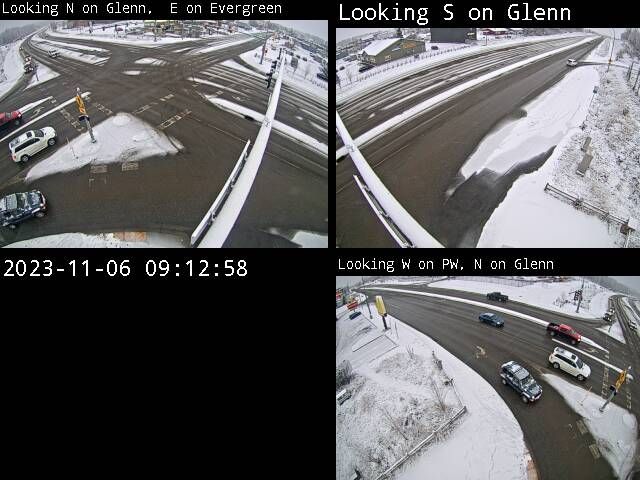 Looking N on Glenn,  E on Evergreen
Looking S on Glenn
2023-11-06 09:12:58
Looking W on PW, N on Glenn